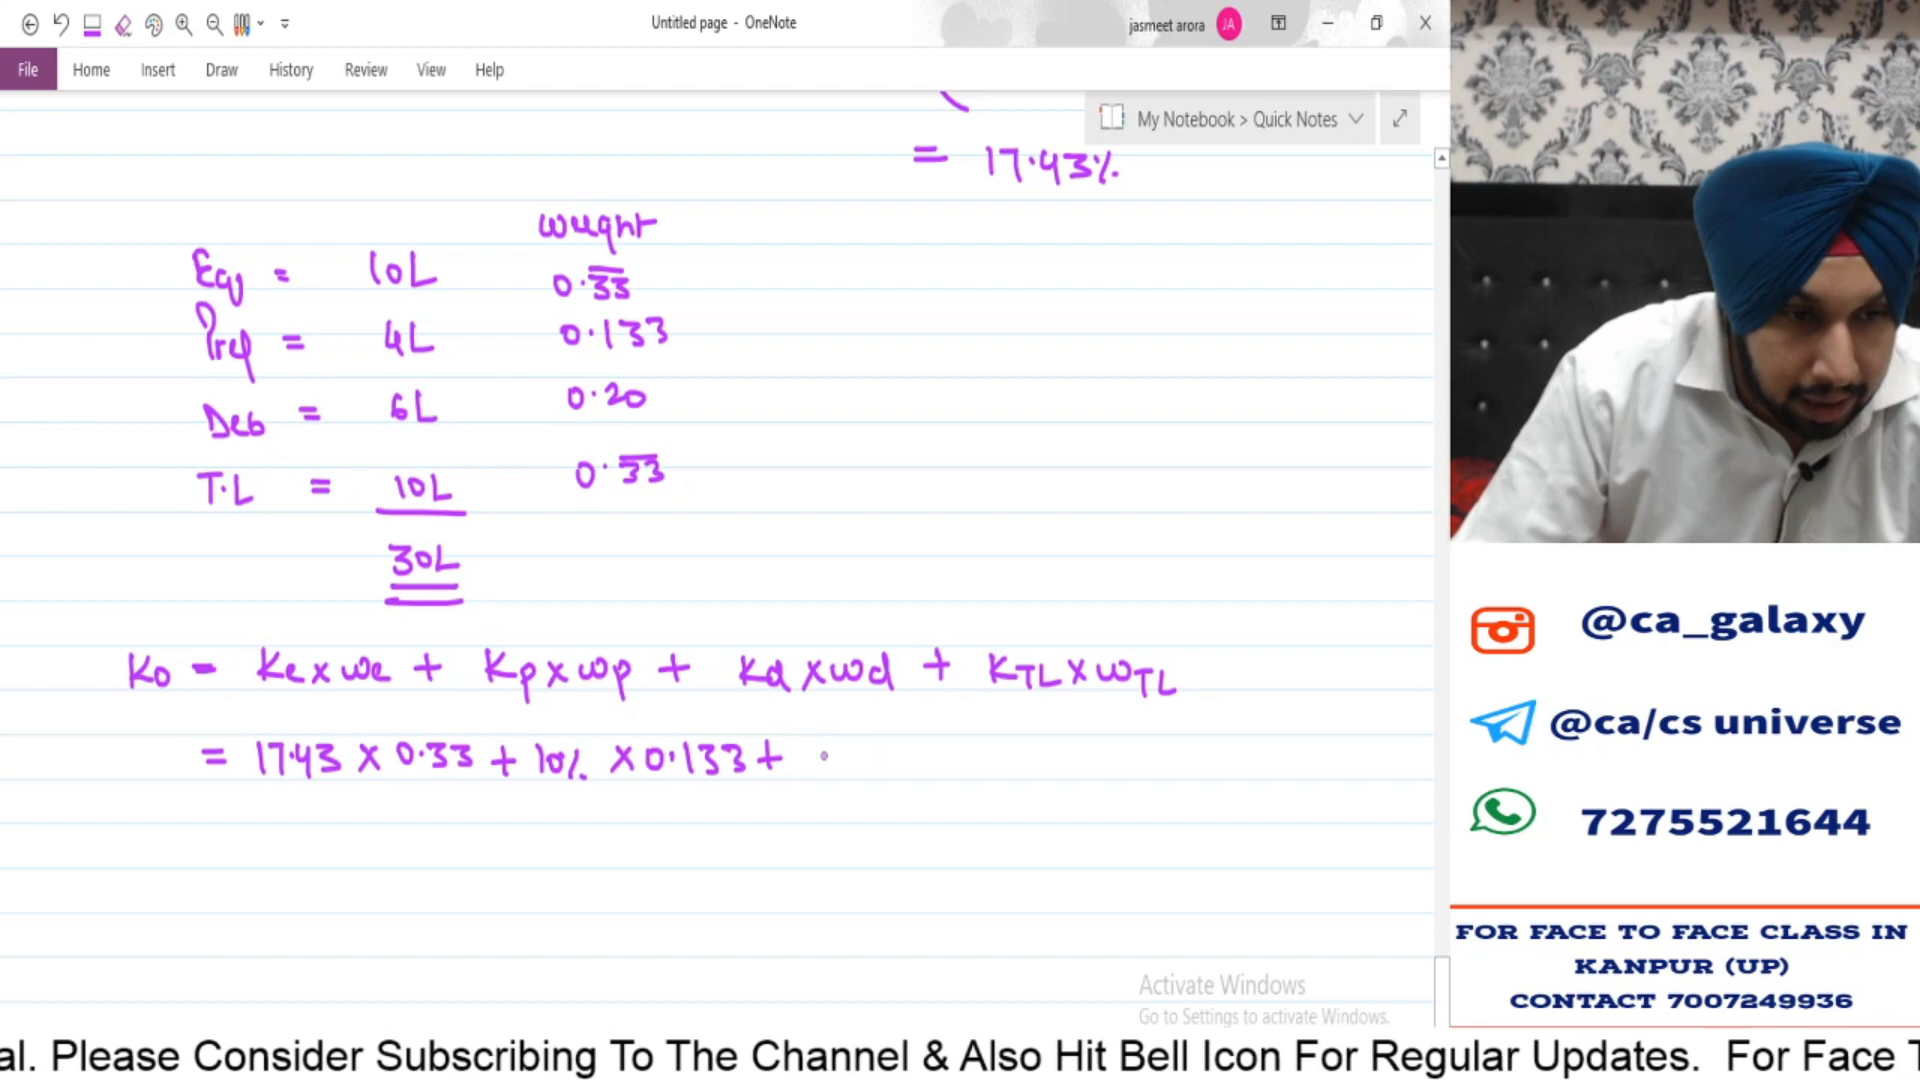 Untitled page - OneNote
jasmeet arora
JA
File Home Insert Draw History Review View Help
My Notebook > Quick Notes
= 17.43%
weight
Eqy = 10L 0.33
Pref = 4L 0.133
Deb = 6L 0.20
T.L = 10L 0.33
30L
Ko = Ke x we + Kp x wp + Kd x wd + KTL x wTL
= 17.43 x 0.33 + 10% x 0.133 +
@ca_galaxy
@ca/cs universe
7275521644
FOR FACE TO FACE CLASS IN
KANPUR (UP)
CONTACT 7007249936
Activate Windows
Go to Settings to activate Windows.
al. Please Consider Subscribing To The Channel & Also Hit Bell Icon For Regular Updates. For Face T